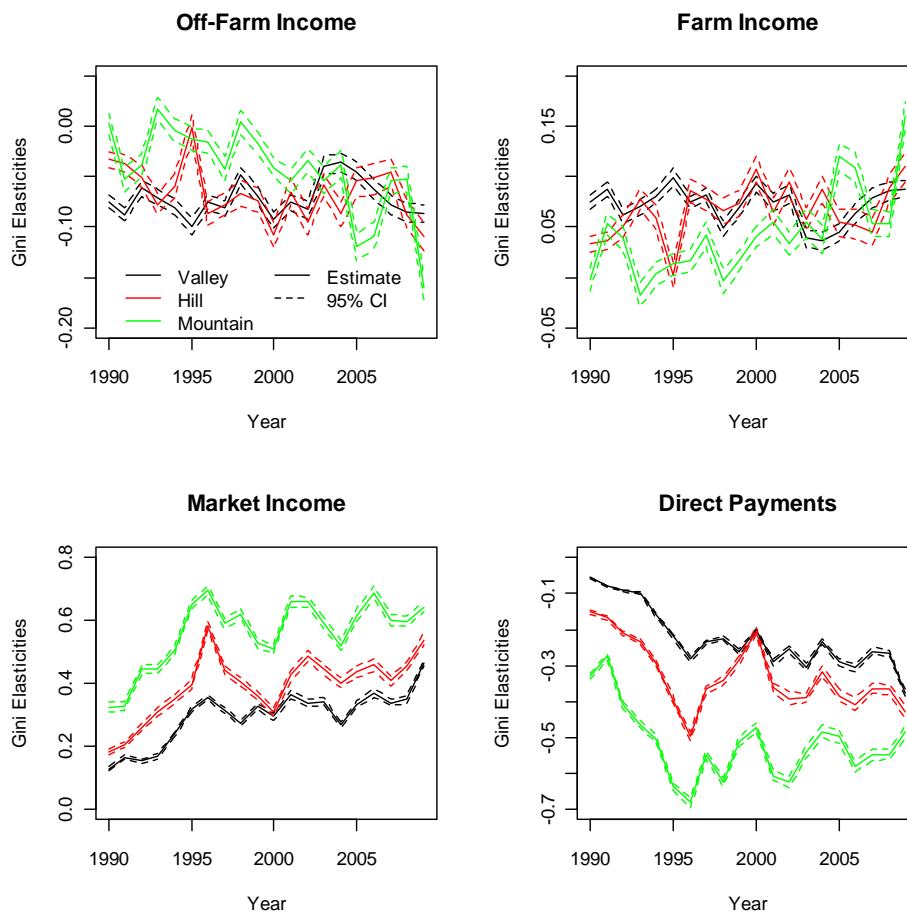 Off-Farm Income
Gini Elasticities
0.00
-0.10
-0.20
Valley
Hill
Mountain
Estimate
95% CI
1990 1995 2000 2005
Year
Farm Income
Gini Elasticities
0.15
0.05
-0.05
1990 1995 2000 2005
Year
Market Income
Gini Elasticities
0.8
0.6
0.4
0.2
0.0
1990 1995 2000 2005
Year
Direct Payments
Gini Elasticities
-0.1
-0.3
-0.5
-0.7
1990 1995 2000 2005
Year